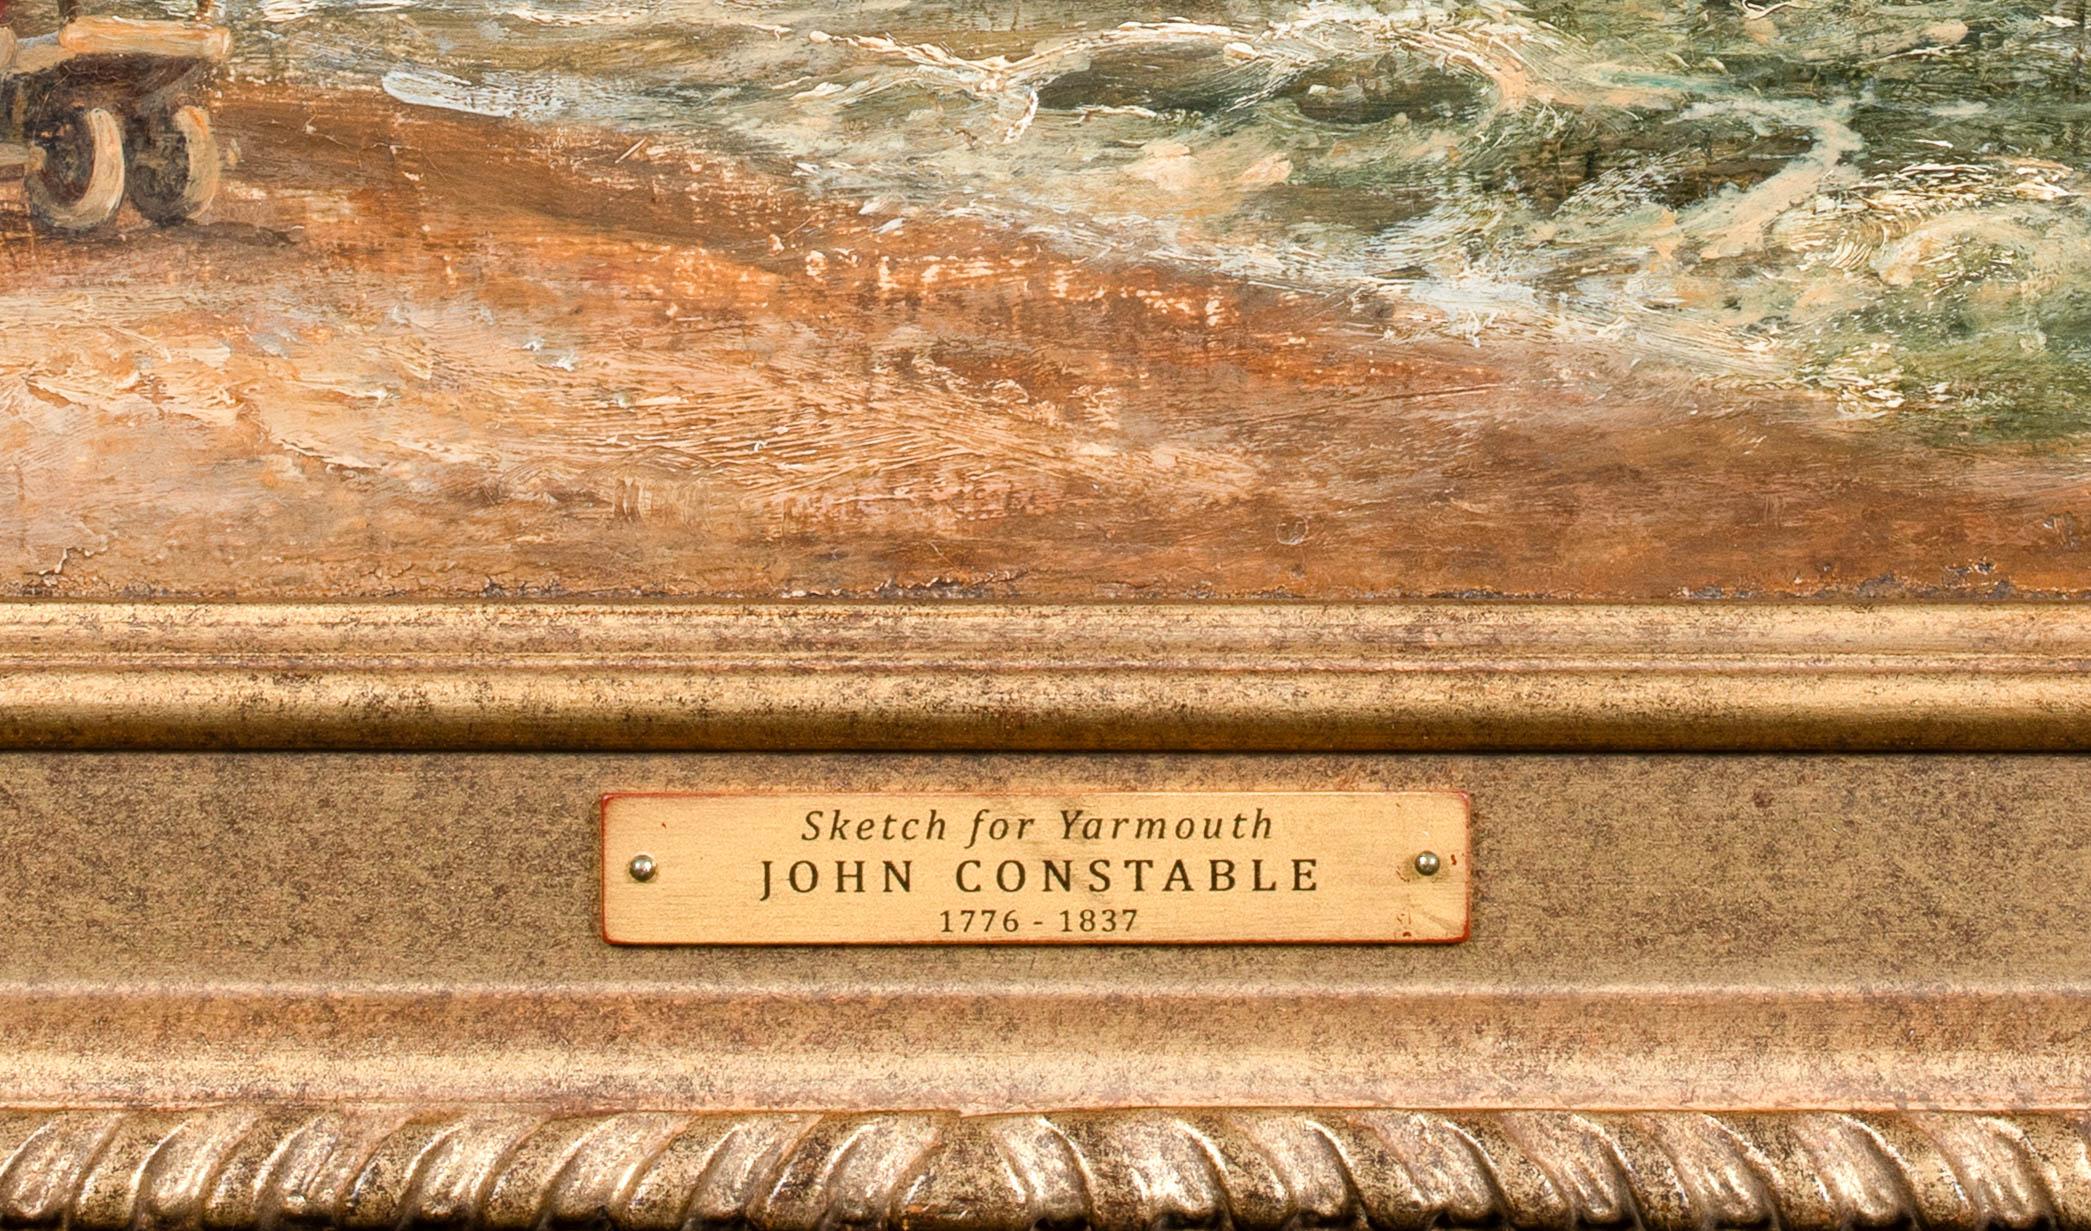 Sketch for Yarmouth
JOHN CONSTABLE
1776 - 1837